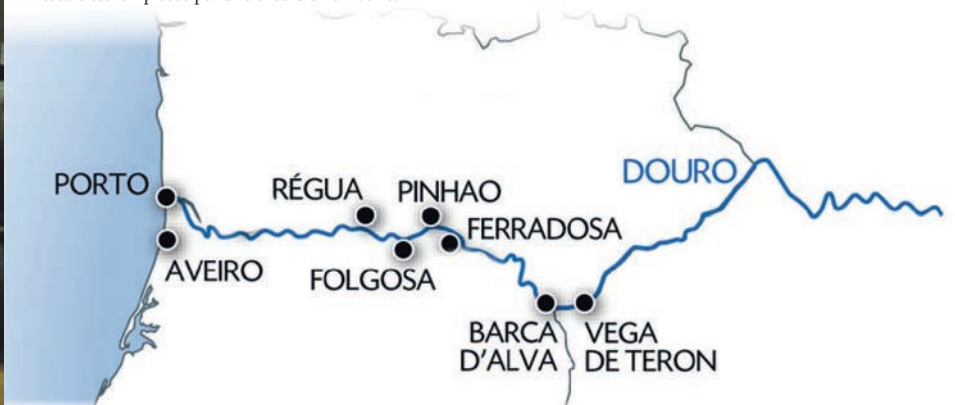 PORTO
RÉGUA
PINHAO
DOURO
FERRADOSA
AVEIRO
FOLGOSA
BARCA
D'ALVA
VEGA
DE TERON